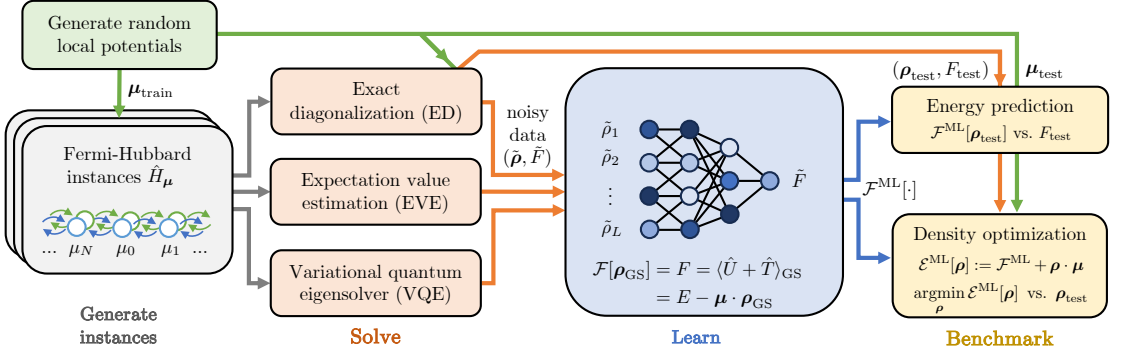 Generate random
local potentials
μ_train
Fermi-Hubbard
instances Ĥ_μ
... μ_N μ_0 μ_1 ...
Generate
instances
Exact
diagonalization (ED)
Expectation value
estimation (EVE)
Variational quantum
eigensolver (VQE)
Solve
noisy
data
(ρ̃, F̃)
ρ̃_1
ρ̃_2
⋮
ρ̃_L
F̃
ℱ[ρ_GS] = F = ⟨Û + T̂⟩_GS
= E − μ · ρ_GS
Learn
(ρ_test, F_test)
μ_test
Energy prediction
ℱ^ML[ρ_test] vs. F_test
ℱ^ML[·]
Density optimization
ℰ^ML[ρ] := ℱ^ML + ρ · μ
argmin ℰ^ML[ρ] vs. ρ_test
ρ
Benchmark